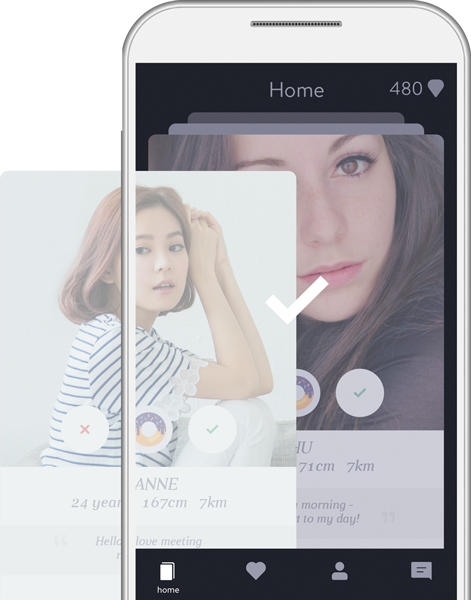 Home
480
HU
71cm 7km
morning -
t to my day!
ANNE
24 year 167cm 7km
Hello love meeting
home